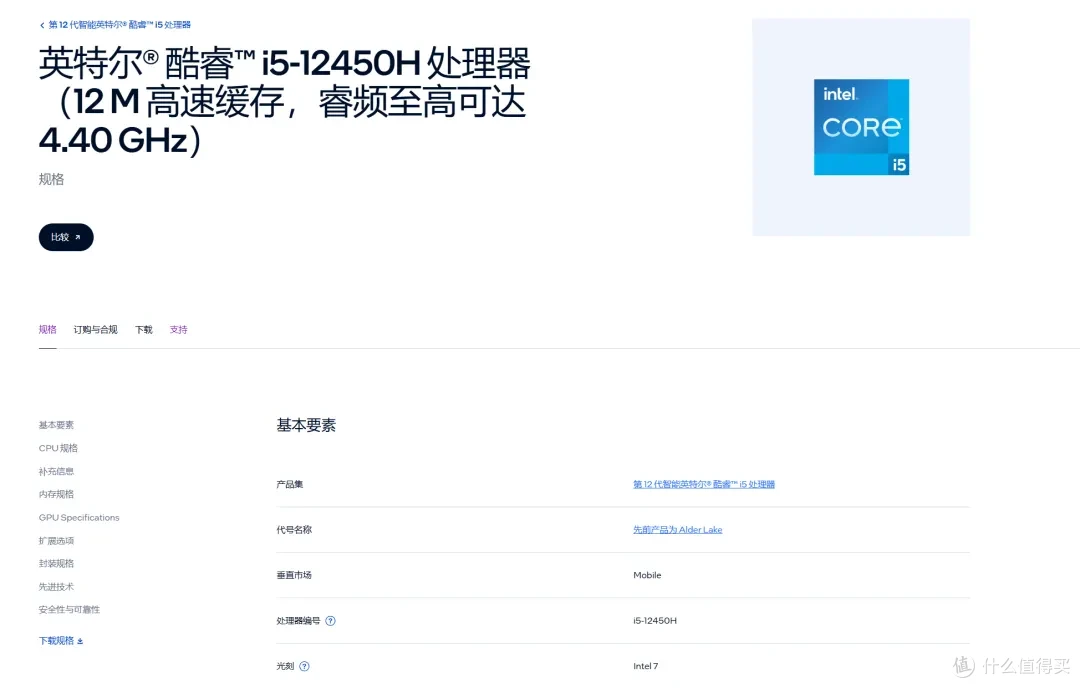 第 12 代智能英特尔® 酷睿™ i5 处理器
英特尔® 酷睿™ i5-12450H 处理器
（12 M 高速缓存，睿频至高可达
4.40 GHz）
规格
比较
intel.
CORE
i5
规格 订购与合规 下载 支持
基本要素
CPU 规格
补充信息
内存规格
GPU Specifications
扩展选项
封装规格
先进技术
安全性与可靠性
下载规格
基本要素
产品集 第 12 代智能英特尔® 酷睿™ i5 处理器
代号名称 先前产品为 Alder Lake
垂直市场 Mobile
处理器编号 ? i5-12450H
光刻 ? Intel 7
值 什么值得买